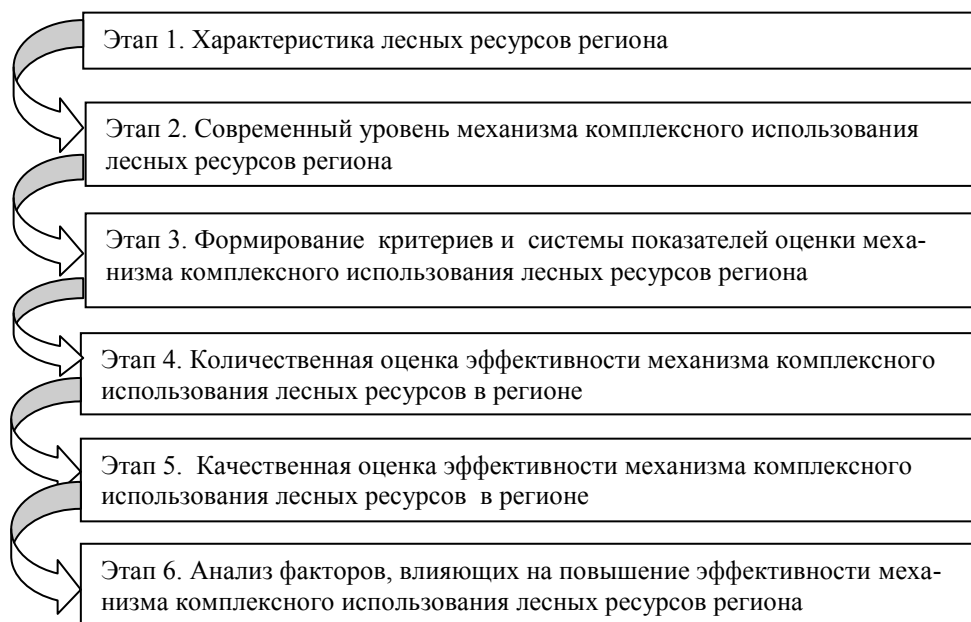 Этап 1. Характеристика лесных ресурсов региона
Этап 2. Современный уровень механизма комплексного использования
лесных ресурсов региона
Этап 3. Формирование критериев и системы показателей оценки меха-
низма комплексного использования лесных ресурсов региона
Этап 4. Количественная оценка эффективности механизма комплексного
использования лесных ресурсов в регионе
Этап 5. Качественная оценка эффективности механизма комплексного
использования лесных ресурсов в регионе
Этап 6. Анализ факторов, влияющих на повышение эффективности меха-
низма комплексного использования лесных ресурсов региона